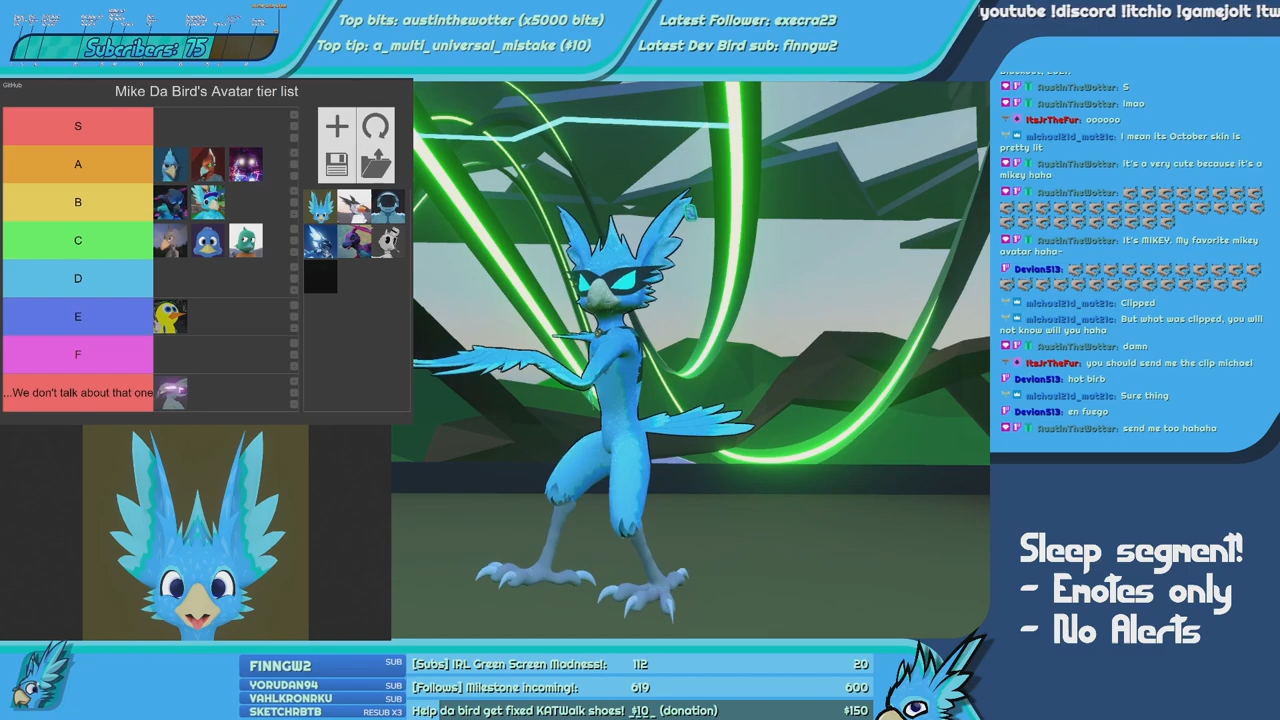 Top bits: austinthewotter (x5000 bits)
Top tip: a_multi_universal_mistake ($10)
Latest Follower: execra23
Latest Dev Bird sub: finngw2
youtube !discord !itchio !gamejolt !tw
Subcribers: 75
GitHub
Mike Da Bird's Avatar tier list
S
A
B
C
D
E
F
...We don't talk about that one
AustinTheWotter: S
AustinTheWotter: lmao
ItsJrTheFur: oooooo
michael21d_mat21c: I mean its October skin is
pretty lit
AustinTheWotter: It's a very cute because it's a
mikey haha
AustinTheWotter:
AustinTheWotter: It's MIKEY. My favorite mikey
avatar haha~
Devian513:
michael21d_mat21c: Clipped
michael21d_mat21c: But what was clipped, you will
not know will you haha
AustinTheWotter: damn
ItsJrTheFur: you should send me the clip michael
Devian513: hot birb
michael21d_mat21c: Sure thing
Devian513: en fuego
AustinTheWotter: send me too hahaha
Sleep segment!
- Emotes only
- No Alerts
FINNGW2 SUB
YORUDAN94 SUB
VAHLKRONRKU SUB
SKETCHRBTB RESUB X3
[Subs] IRL Green Screen Madness!: 112 20
[Follows] Milestone incoming!: 619 600
Help da bird get fixed KATWalk shoes! $10 (donation) $150